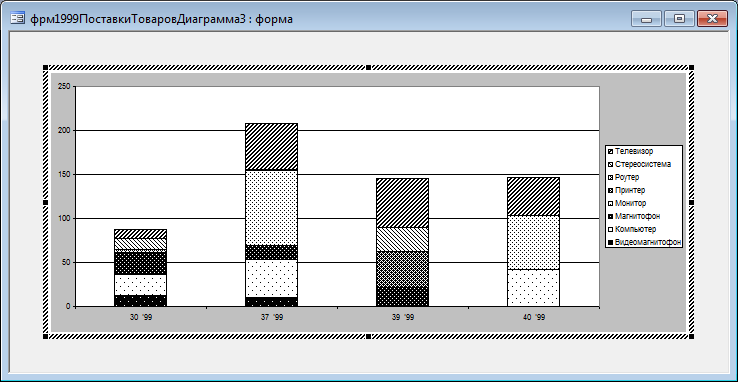 фрм1999ПоставкиТоваровДиаграмма3 : форма
250
200
150
100
50
0
30 '99 37 '99 39 '99 40 '99
Телевизор
Стереосистема
Роутер
Принтер
Монитор
Магнитофон
Компьютер
Видеомагнитофон